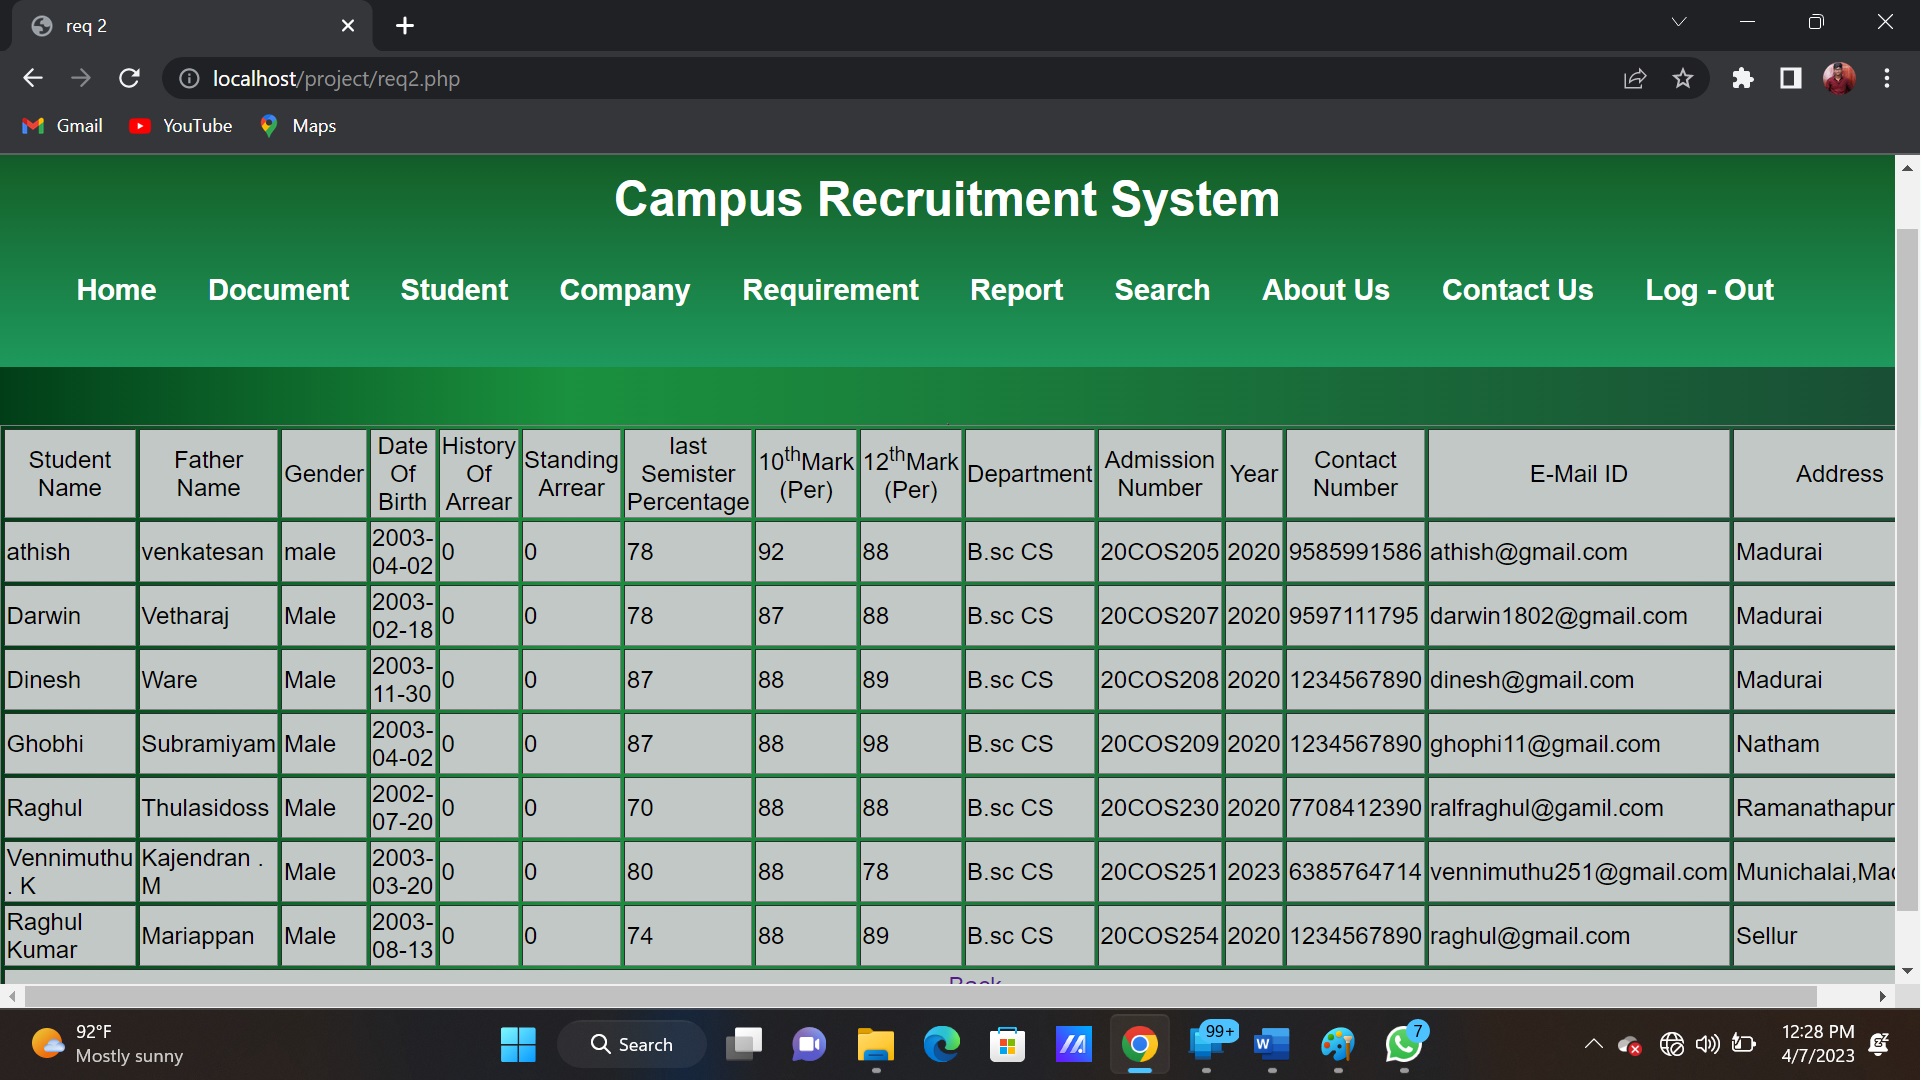 req 2
localhost/project/req2.php
Gmail YouTube Maps
Campus Recruitment System
Home Document Student Company Requirement Report Search About Us Contact Us Log - Out
Student Name Father Name Gender Date Of Birth History Of Arrear Standing Arrear last Semister Percentage 10thMark (Per) 12thMark (Per) Department Admission Number Year Contact Number E-Mail ID Address
athish venkatesan male 2003-04-02 0 0 78 92 88 B.sc CS 20COS205 2020 9585991586 athish@gmail.com Madurai
Darwin Vetharaj Male 2003-02-18 0 0 78 87 88 B.sc CS 20COS207 2020 9597111795 darwin1802@gmail.com Madurai
Dinesh Ware Male 2003-11-30 0 0 87 88 89 B.sc CS 20COS208 2020 1234567890 dinesh@gmail.com Madurai
Ghobhi Subramiyam Male 2003-04-02 0 0 87 88 98 B.sc CS 20COS209 2020 1234567890 ghophi11@gmail.com Natham
Raghul Thulasidoss Male 2002-07-20 0 0 70 88 88 B.sc CS 20COS230 2020 7708412390 ralfraghul@gamil.com Ramanathapur
Vennimuthu . K Kajendran . M Male 2003-03-20 0 0 80 88 78 B.sc CS 20COS251 2023 6385764714 vennimuthu251@gmail.com Munichalai,Mad
Raghul Kumar Mariappan Male 2003-08-13 0 0 74 88 89 B.sc CS 20COS254 2020 1234567890 raghul@gmail.com Sellur
Back
92°F
Mostly sunny
Search
99+
7
12:28 PM
4/7/2023